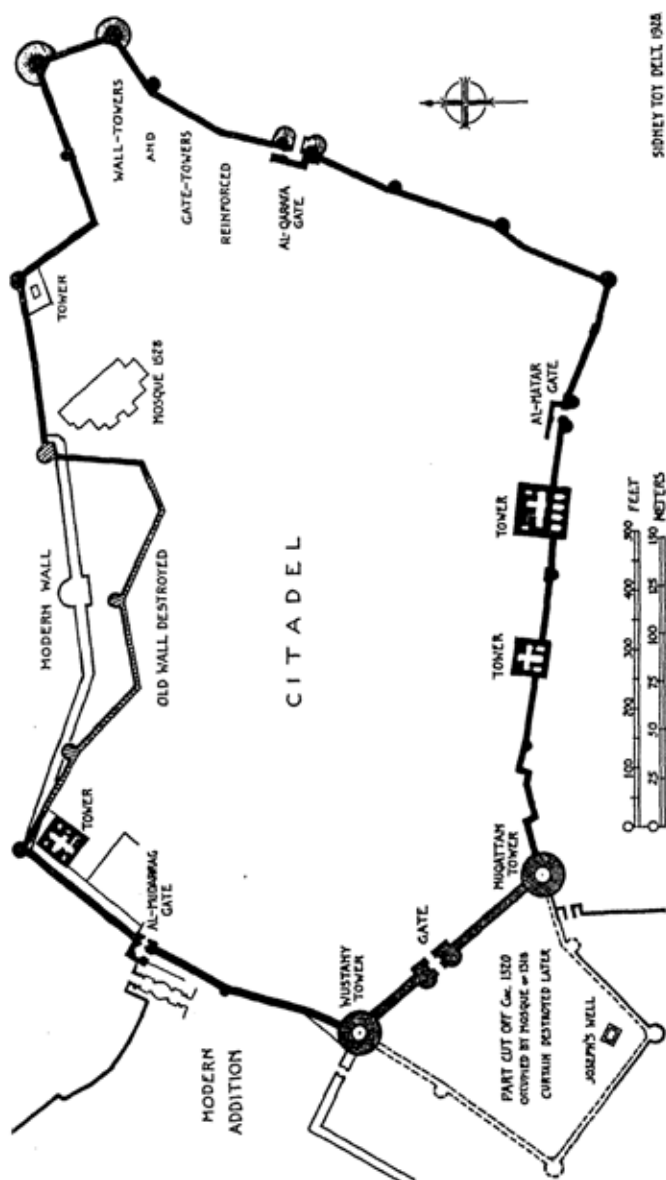 WALL-TOWERS
AND
GATE-TOWERS
REINFORCED
AL-QARAFA
GATE
TOWER
MOSQUE 1528
MODERN WALL
OLD WALL DESTROYED
CITADEL
TOWER
AL-MUDARRAG
GATE
MODERN
ADDITION
WUSTANY
TOWER
GATE
MUQATTAM
TOWER
PART CUT OFF Circ. 1320
OCCUPIED BY MOSQUE OF 1318
CURTAIN DESTROYED LATER
JOSEPH'S WELL
TOWER
TOWER
AL-MATAR
GATE
0 100 200 300 400 500 FEET
0 25 50 75 100 125 150 METERS
SIDNEY TOY DELT. 1928